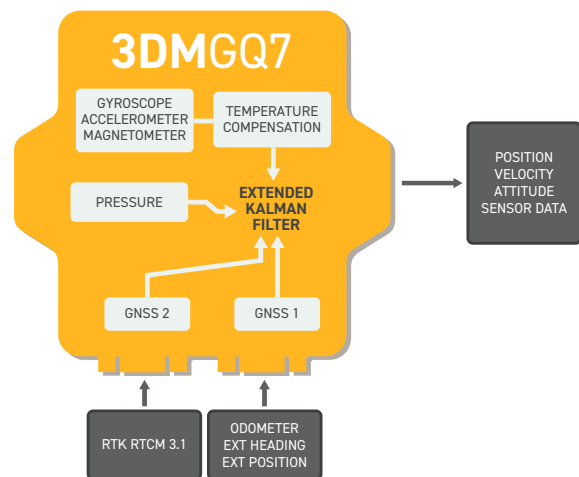 3DMGQ7
GYROSCOPE
ACCELEROMETER
MAGNETOMETER
TEMPERATURE
COMPENSATION
PRESSURE
EXTENDED
KALMAN
FILTER
POSITION
VELOCITY
ATTITUDE
SENSOR DATA
GNSS 2
GNSS 1
RTK RTCM 3.1
ODOMETER
EXT HEADING
EXT POSITION